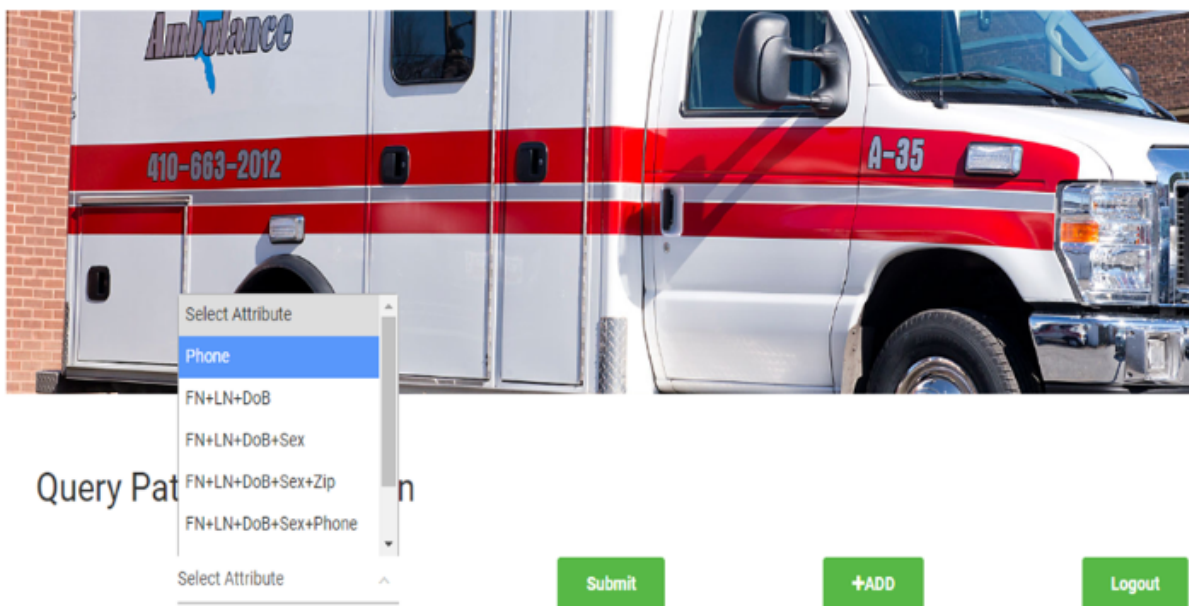 Ambulance
410-663-2012
A-35
Select Attribute
Phone
FN+LN+DoB
FN+LN+DoB+Sex
FN+LN+DoB+Sex+Zip
FN+LN+DoB+Sex+Phone
Query Pat n
Select Attribute
Submit
+ADD
Logout